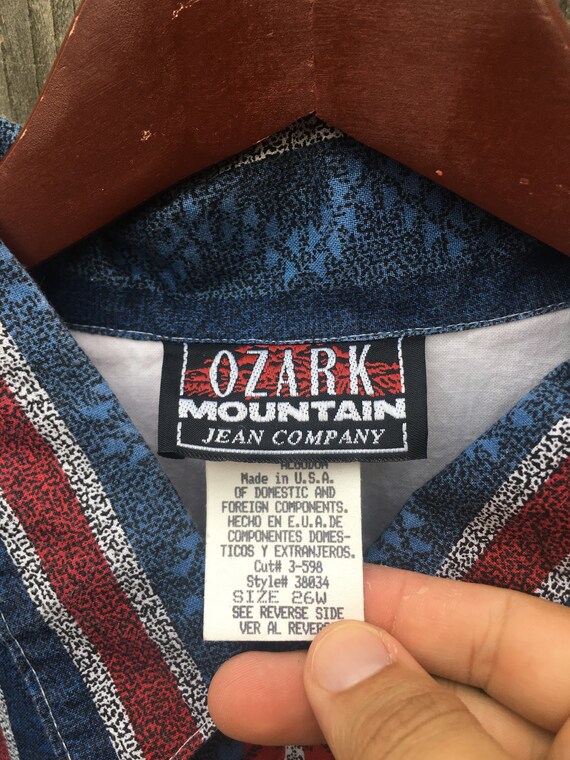 OZARK
MOUNTAIN
JEAN COMPANY
ALGODON
Made in U.S.A.
OF DOMESTIC AND
FOREIGN COMPONENTS.
HECHO EN E.U.A.DE
COMPONENTES DOMES-
TICOS Y EXTRANJEROS.
Cut# 3-598
Style# 38034
SIZE 26W
SEE REVERSE SIDE
VER AL REVERSO